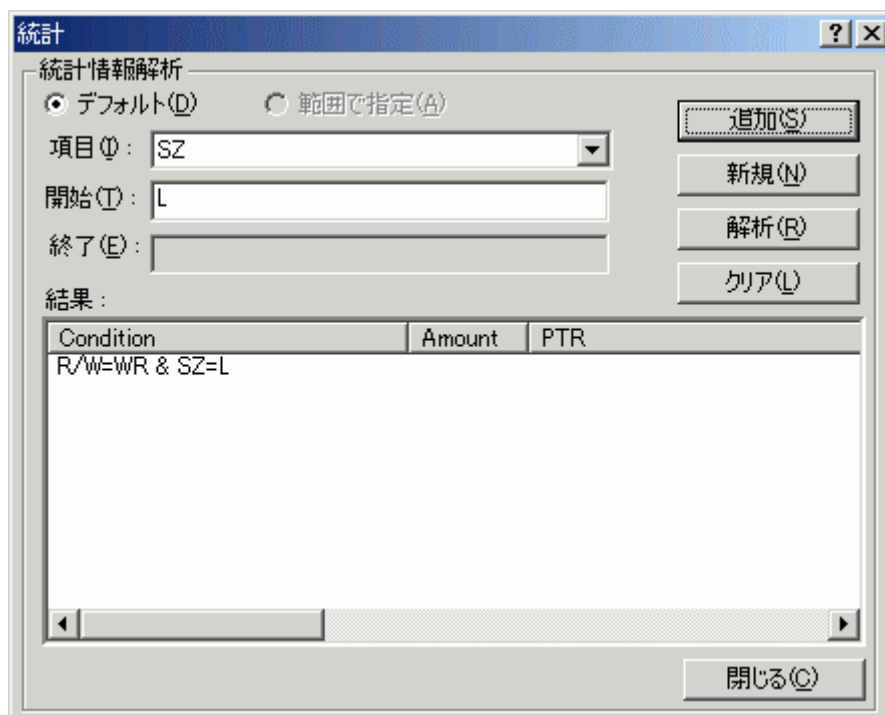 統計
統計情報解析
デフォルト(D) 範囲で指定(A)
追加(S)
項目(I): SZ
新規(N)
開始(T): L
解析(R)
終了(E):
クリア(L)
結果:
Condition Amount PTR
R/W=WR & SZ=L
閉じる(C)